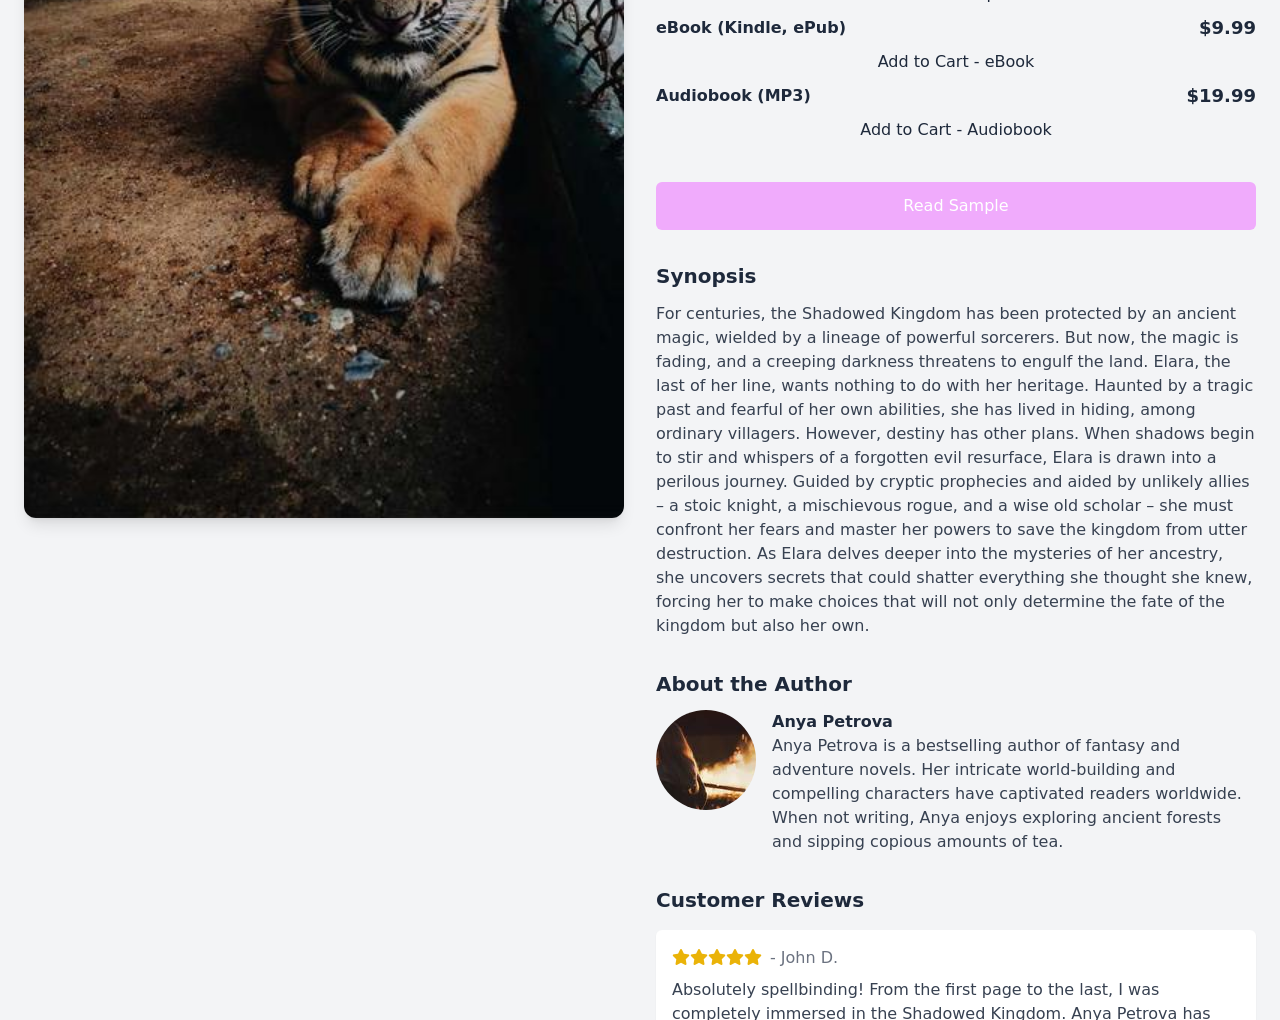 eBook (Kindle, ePub)
$9.99
Add to Cart - eBook
Audiobook (MP3)
$19.99
Add to Cart - Audiobook
Read Sample
Synopsis
For centuries, the Shadowed Kingdom has been protected by an ancient
magic, wielded by a lineage of powerful sorcerers. But now, the magic is
fading, and a creeping darkness threatens to engulf the land. Elara, the
last of her line, wants nothing to do with her heritage. Haunted by a tragic
past and fearful of her own abilities, she has lived in hiding, among
ordinary villagers. However, destiny has other plans. When shadows begin
to stir and whispers of a forgotten evil resurface, Elara is drawn into a
perilous journey. Guided by cryptic prophecies and aided by unlikely allies
– a stoic knight, a mischievous rogue, and a wise old scholar – she must
confront her fears and master her powers to save the kingdom from utter
destruction. As Elara delves deeper into the mysteries of her ancestry,
she uncovers secrets that could shatter everything she thought she knew,
forcing her to make choices that will not only determine the fate of the
kingdom but also her own.
About the Author
Anya Petrova
Anya Petrova is a bestselling author of fantasy and
adventure novels. Her intricate world-building and
compelling characters have captivated readers worldwide.
When not writing, Anya enjoys exploring ancient forests
and sipping copious amounts of tea.
Customer Reviews
- John D.
Absolutely spellbinding! From the first page to the last, I was
completely immersed in the Shadowed Kingdom. Anya Petrova has